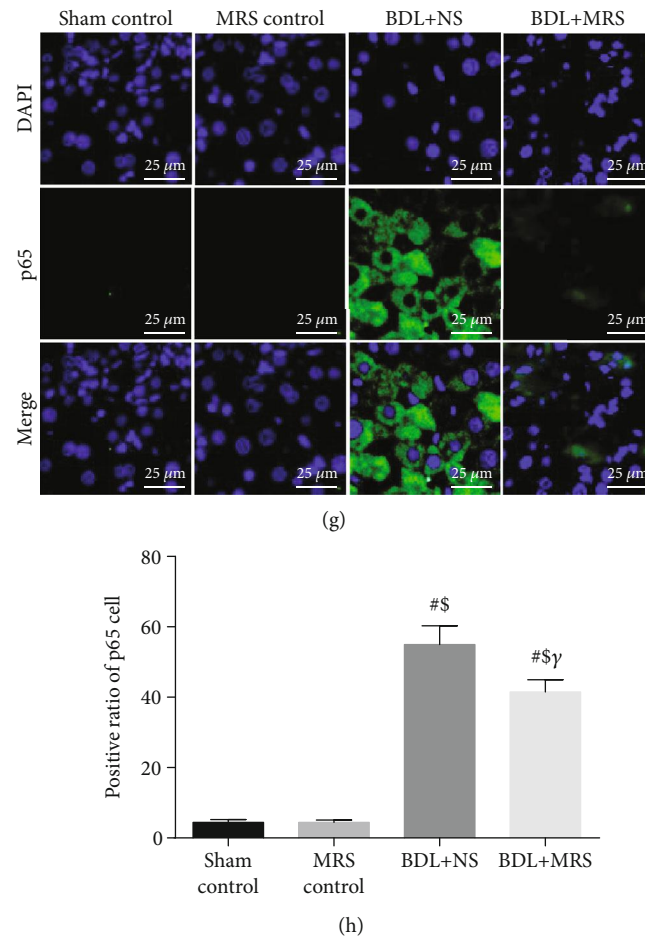 Sham control MRS control BDL+NS BDL+MRS
DAPI
25 μm 25 μm 25 μm 25 μm
p65
25 μm 25 μm 25 μm 25 μm
Merge
25 μm 25 μm 25 μm 25 μm
(g)
Positive ratio of p65 cell
80
60
40
20
0
#$
#$γ
Sham control
MRS control
BDL+NS
BDL+MRS
(h)